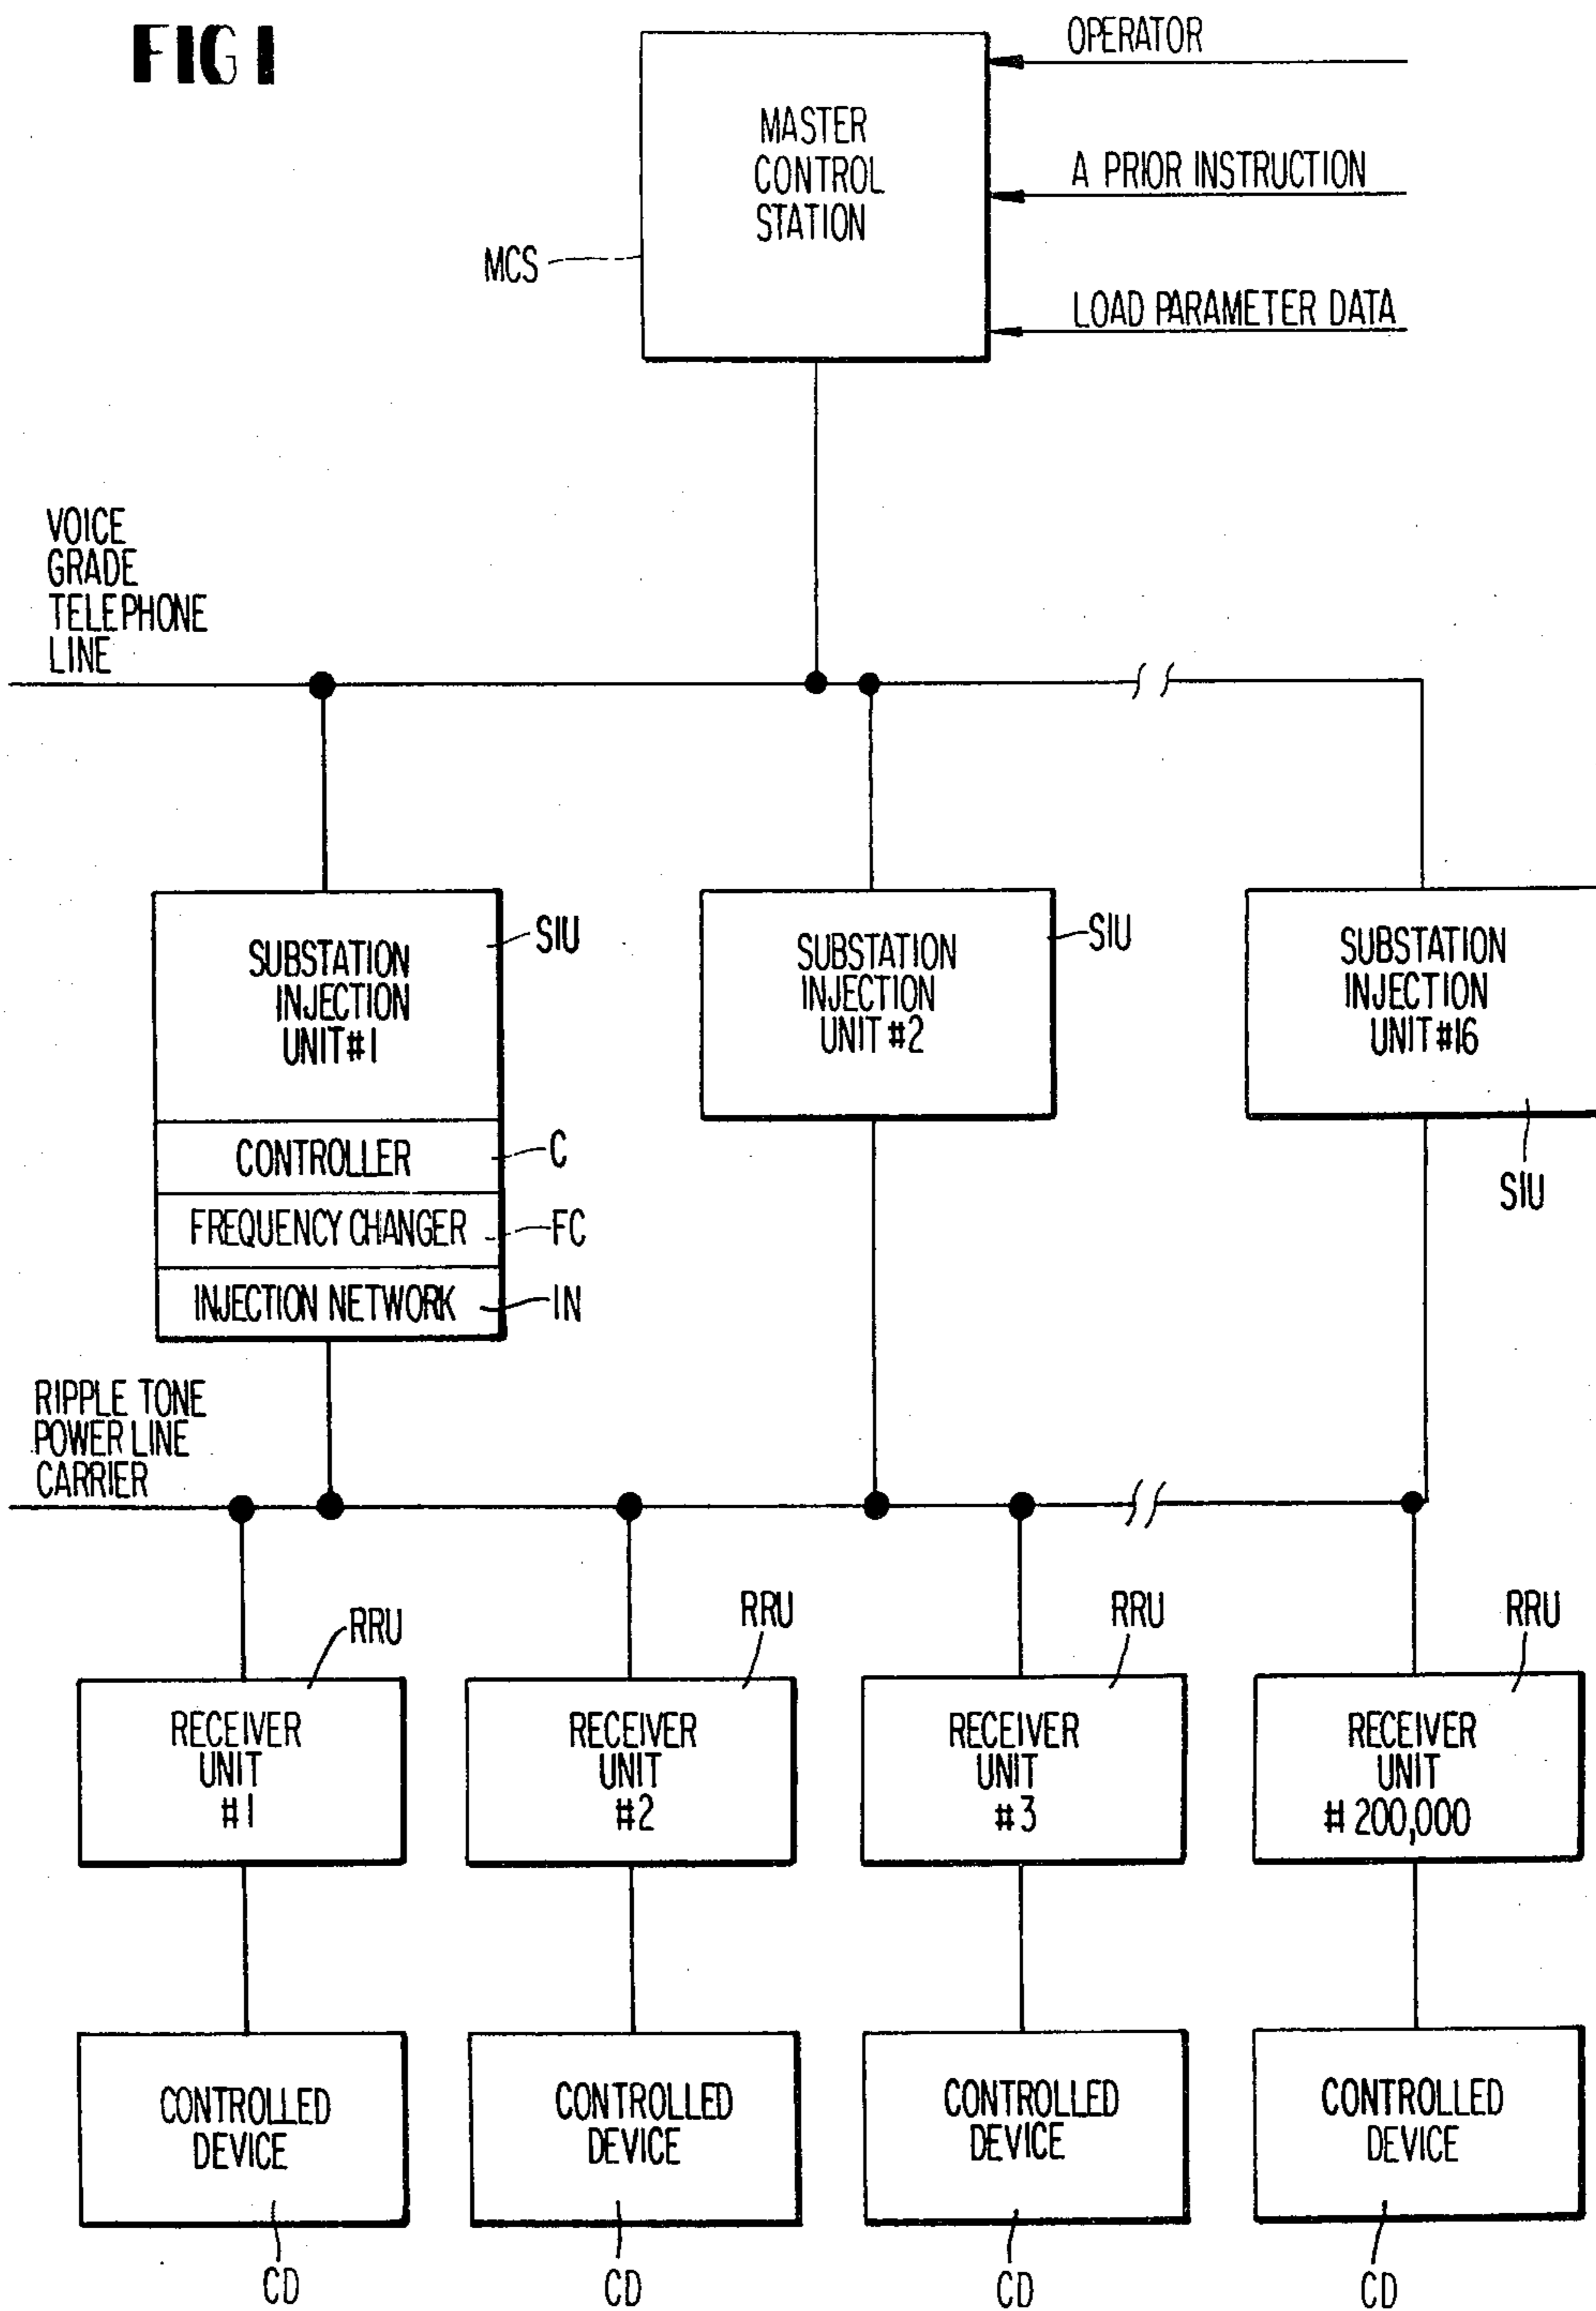 FIG 1
OPERATOR
MASTER
CONTROL
STATION
A PRIOR INSTRUCTION
MCS
LOAD PARAMETER DATA
VOICE
GRADE
TELEPHONE
LINE
SUBSTATION
INJECTION
UNIT #1
SIU
SUBSTATION
INJECTION
UNIT #2
SIU
SUBSTATION
INJECTION
UNIT #16
SIU
CONTROLLER
C
FREQUENCY CHANGER
FC
INJECTION NETWORK
IN
RIPPLE TONE
POWER LINE
CARRIER
RRU
RRU
RRU
RRU
RECEIVER
UNIT
#1
RECEIVER
UNIT
#2
RECEIVER
UNIT
#3
RECEIVER
UNIT
# 200,000
CONTROLLED
DEVICE
CONTROLLED
DEVICE
CONTROLLED
DEVICE
CONTROLLED
DEVICE
CD
CD
CD
CD